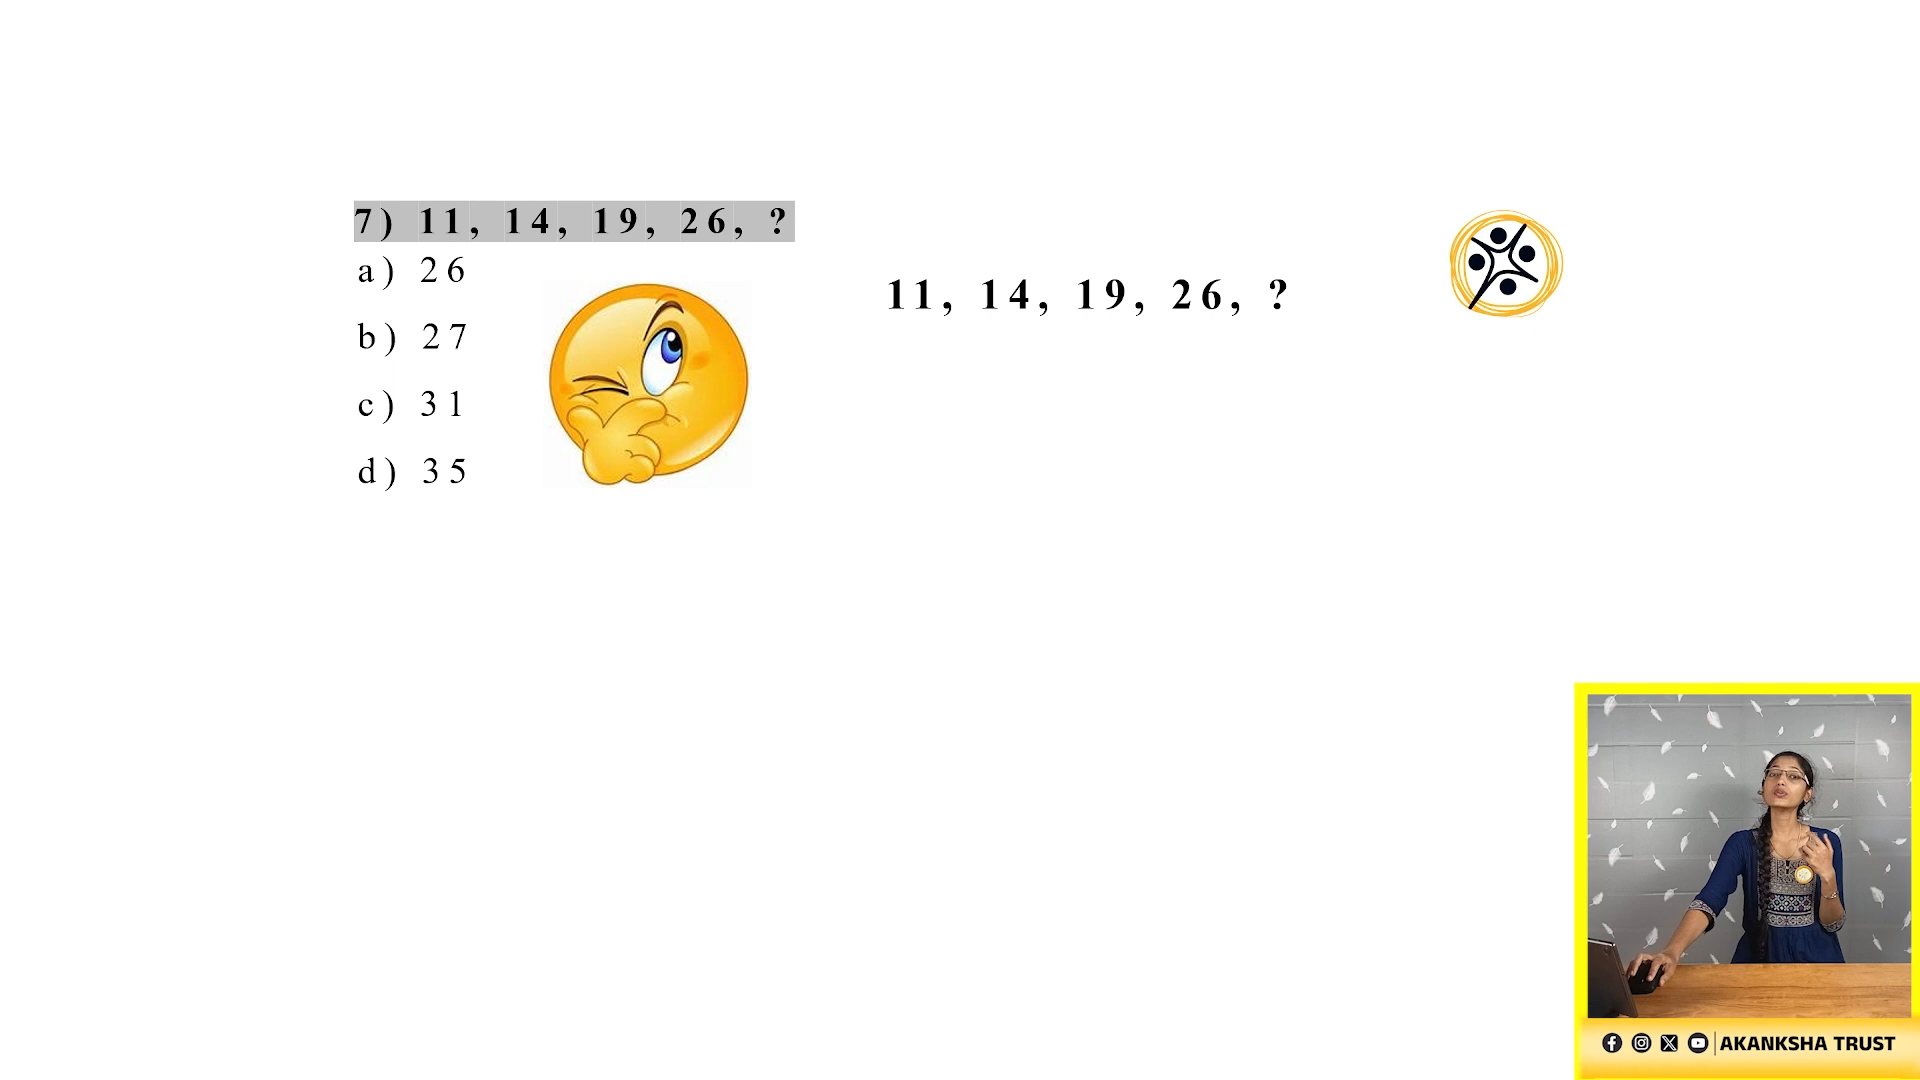 7) 11, 14, 19, 26, ?
a) 26
b) 27
c) 31
d) 35
11, 14, 19, 26, ?
AKANKSHA TRUST